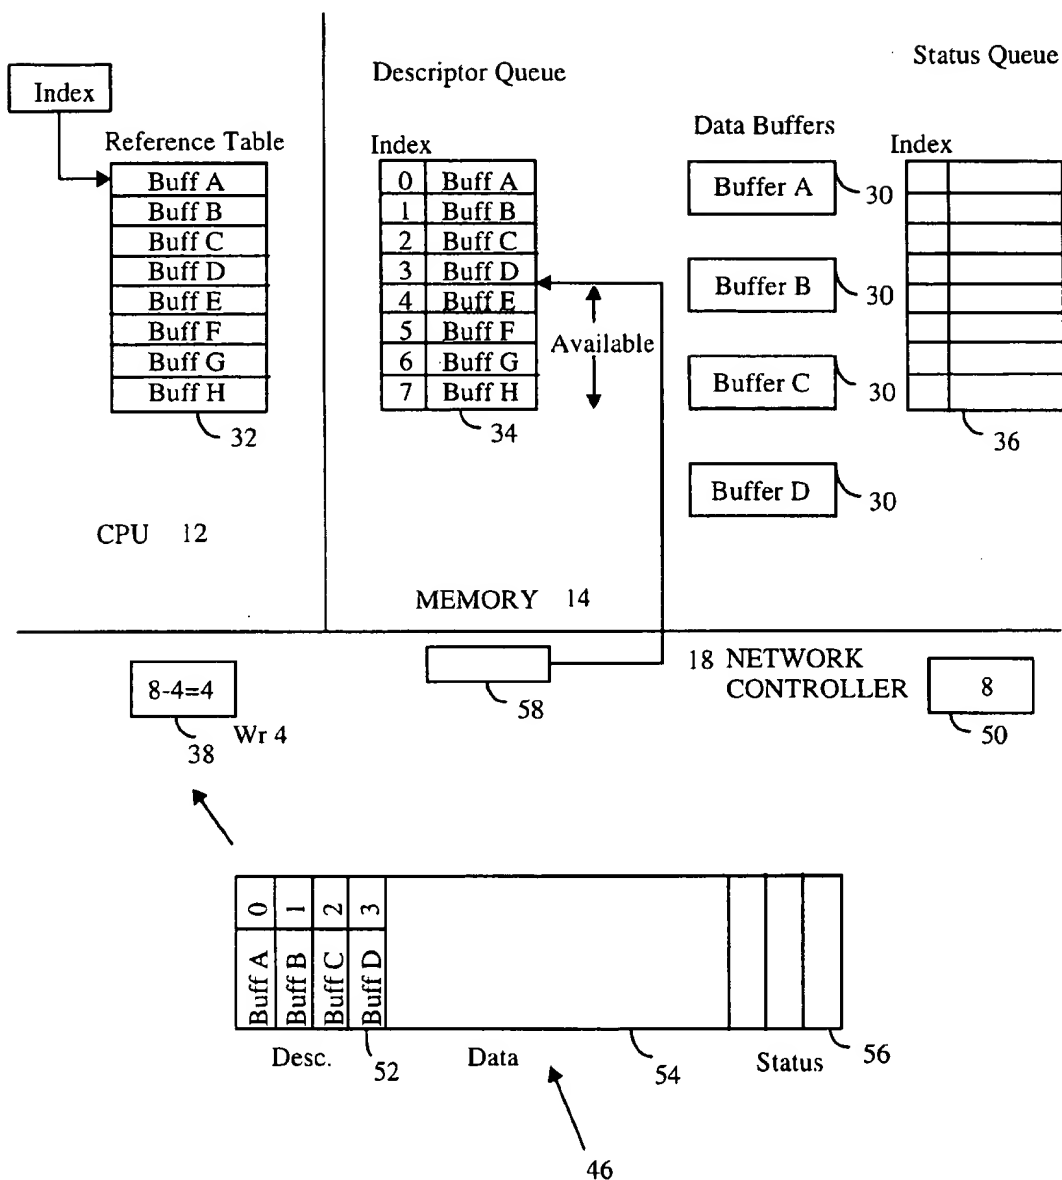 Status Queue
Descriptor Queue
Index
Data Buffers
Reference Table
Index
Index
Buff A
Buff B
Buff C
Buff D
Buff E
Buff F
Buff G
Buff H
32
0 Buff A
1 Buff B
2 Buff C
3 Buff D
4 Buff E
5 Buff F
6 Buff G
7 Buff H
34
Available
Buffer A 30
Buffer B 30
Buffer C 30
Buffer D 30
36
CPU 12
MEMORY 14
8-4=4
38
Wr 4
58
18 NETWORK
CONTROLLER
8
50
0 1 2 3
Buff A Buff B Buff C Buff D
Desc. 52 Data 54 Status 56
46